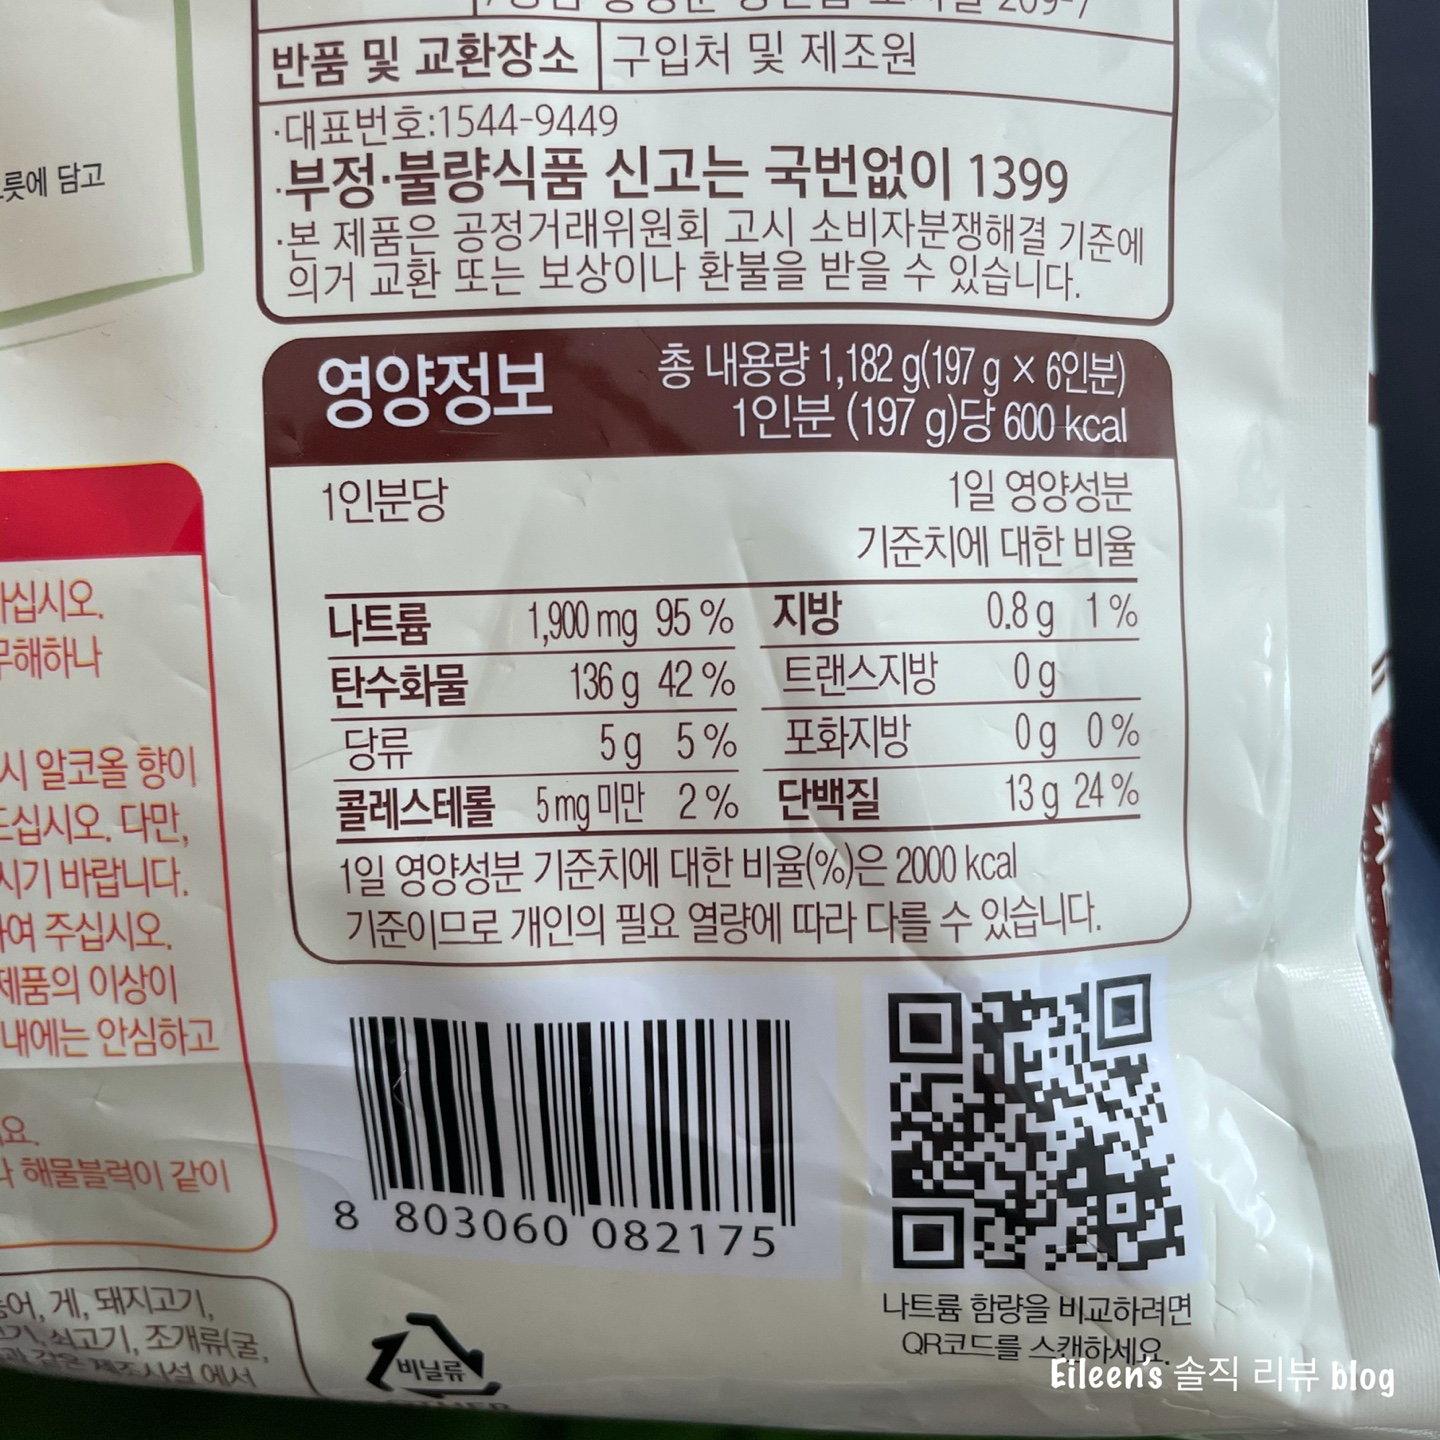 반품 및 교환장소 구입처 및 제조원
·대표번호:1544-9449
·부정·불량식품 신고는 국번없이 1399
·본 제품은 공정거래위원회 고시 소비자분쟁해결 기준에
의거 교환 또는 보상이나 환불을 받을 수 있습니다.
영양정보
총 내용량 1,182 g(197 g × 6인분)
1인분 (197 g)당 600 kcal
1인분당
1일 영양성분
기준치에 대한 비율
나트륨 1,900 mg 95 % 지방 0.8 g 1 %
탄수화물 136 g 42 % 트랜스지방 0 g
당류 5 g 5 % 포화지방 0 g 0 %
콜레스테롤 5 mg 미만 2 % 단백질 13 g 24 %
1일 영양성분 기준치에 대한 비율(%)은 2000 kcal
기준이므로 개인의 필요 열량에 따라 다를 수 있습니다.
8 803060 082175
나트륨 함량을 비교하려면
QR코드를 스캔하세요.
비닐류
담고
시 알코올 향이
다만,
바랍니다.
주십시오.
제품의 이상이
내에는 안심하고
해물블럭이 같이
게, 돼지고기,
쇠고기, 조개류(굴,
같은 제조시설 에서
Eileen's 솔직 리뷰 blog